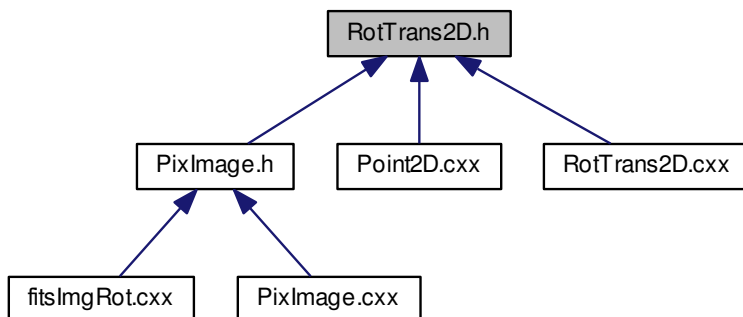 RotTrans2D.h
PixImage.h
Point2D.cxx
RotTrans2D.cxx
fitsImgRot.cxx
PixImage.cxx